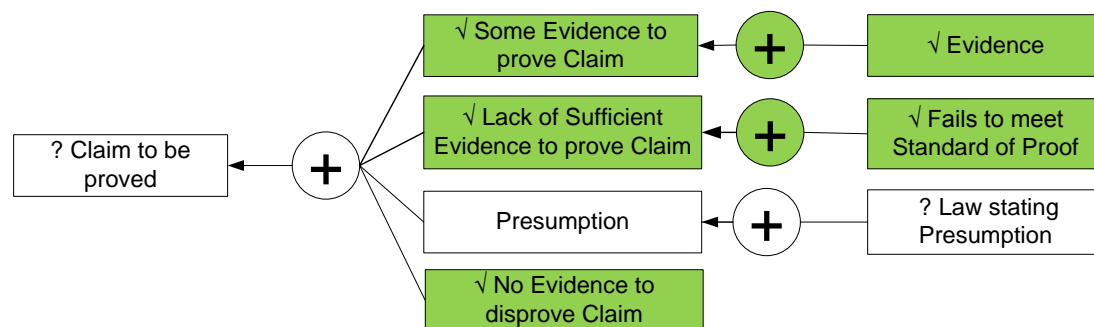 √ Some Evidence to
prove Claim
+
√ Evidence
√ Lack of Sufficient
Evidence to prove Claim
+
√ Fails to meet
Standard of Proof
? Claim to be
proved
+
Presumption
+
? Law stating
Presumption
√ No Evidence to
disprove Claim